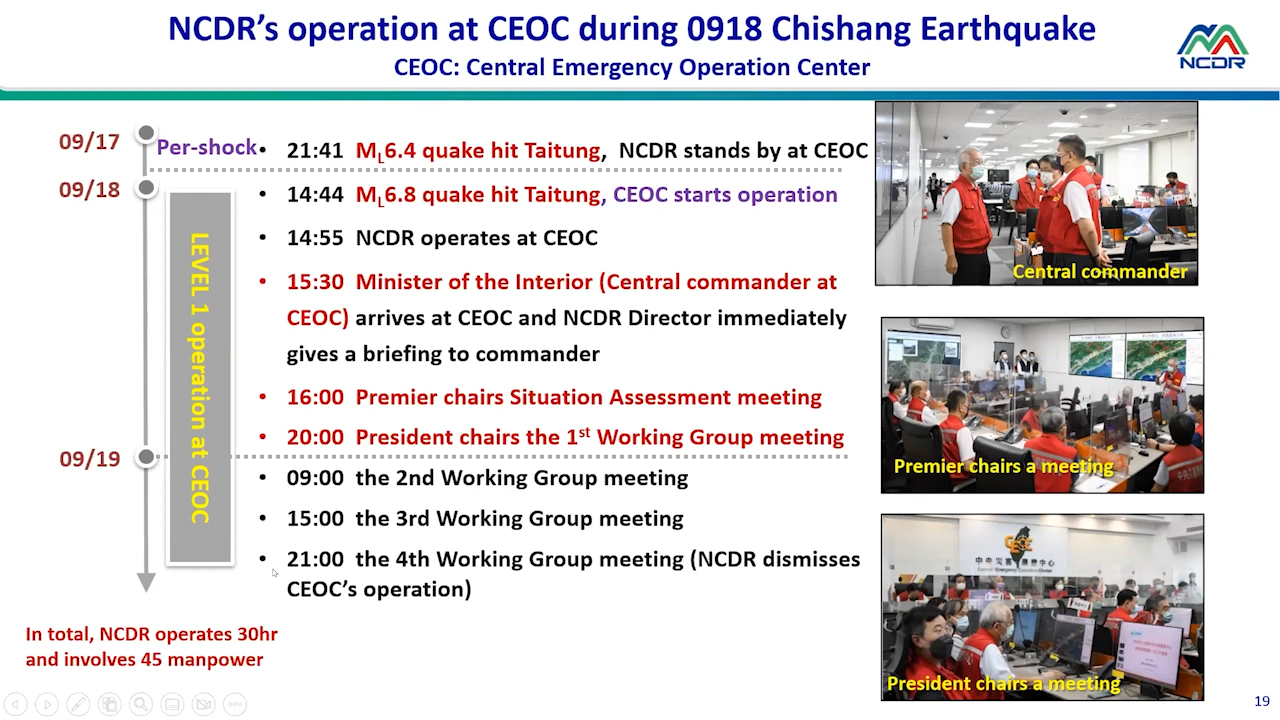 NCDR's operation at CEOC during 0918 Chishang Earthquake
CEOC: Central Emergency Operation Center
NCDR
09/17
Per-shock
• 21:41 ML6.4 quake hit Taitung, NCDR stands by at CEOC
09/18
• 14:44 ML6.8 quake hit Taitung, CEOC starts operation
• 14:55 NCDR operates at CEOC
• 15:30 Minister of the Interior (Central commander at
CEOC) arrives at CEOC and NCDR Director immediately
gives a briefing to commander
• 16:00 Premier chairs Situation Assessment meeting
• 20:00 President chairs the 1st Working Group meeting
LEVEL 1 operation at CEOC
09/19
• 09:00 the 2nd Working Group meeting
• 15:00 the 3rd Working Group meeting
• 21:00 the 4th Working Group meeting (NCDR dismisses
CEOC's operation)
In total, NCDR operates 30hr
and involves 45 manpower
Central commander
Premier chairs a meeting
中央災害應變中心
President chairs a meeting
19